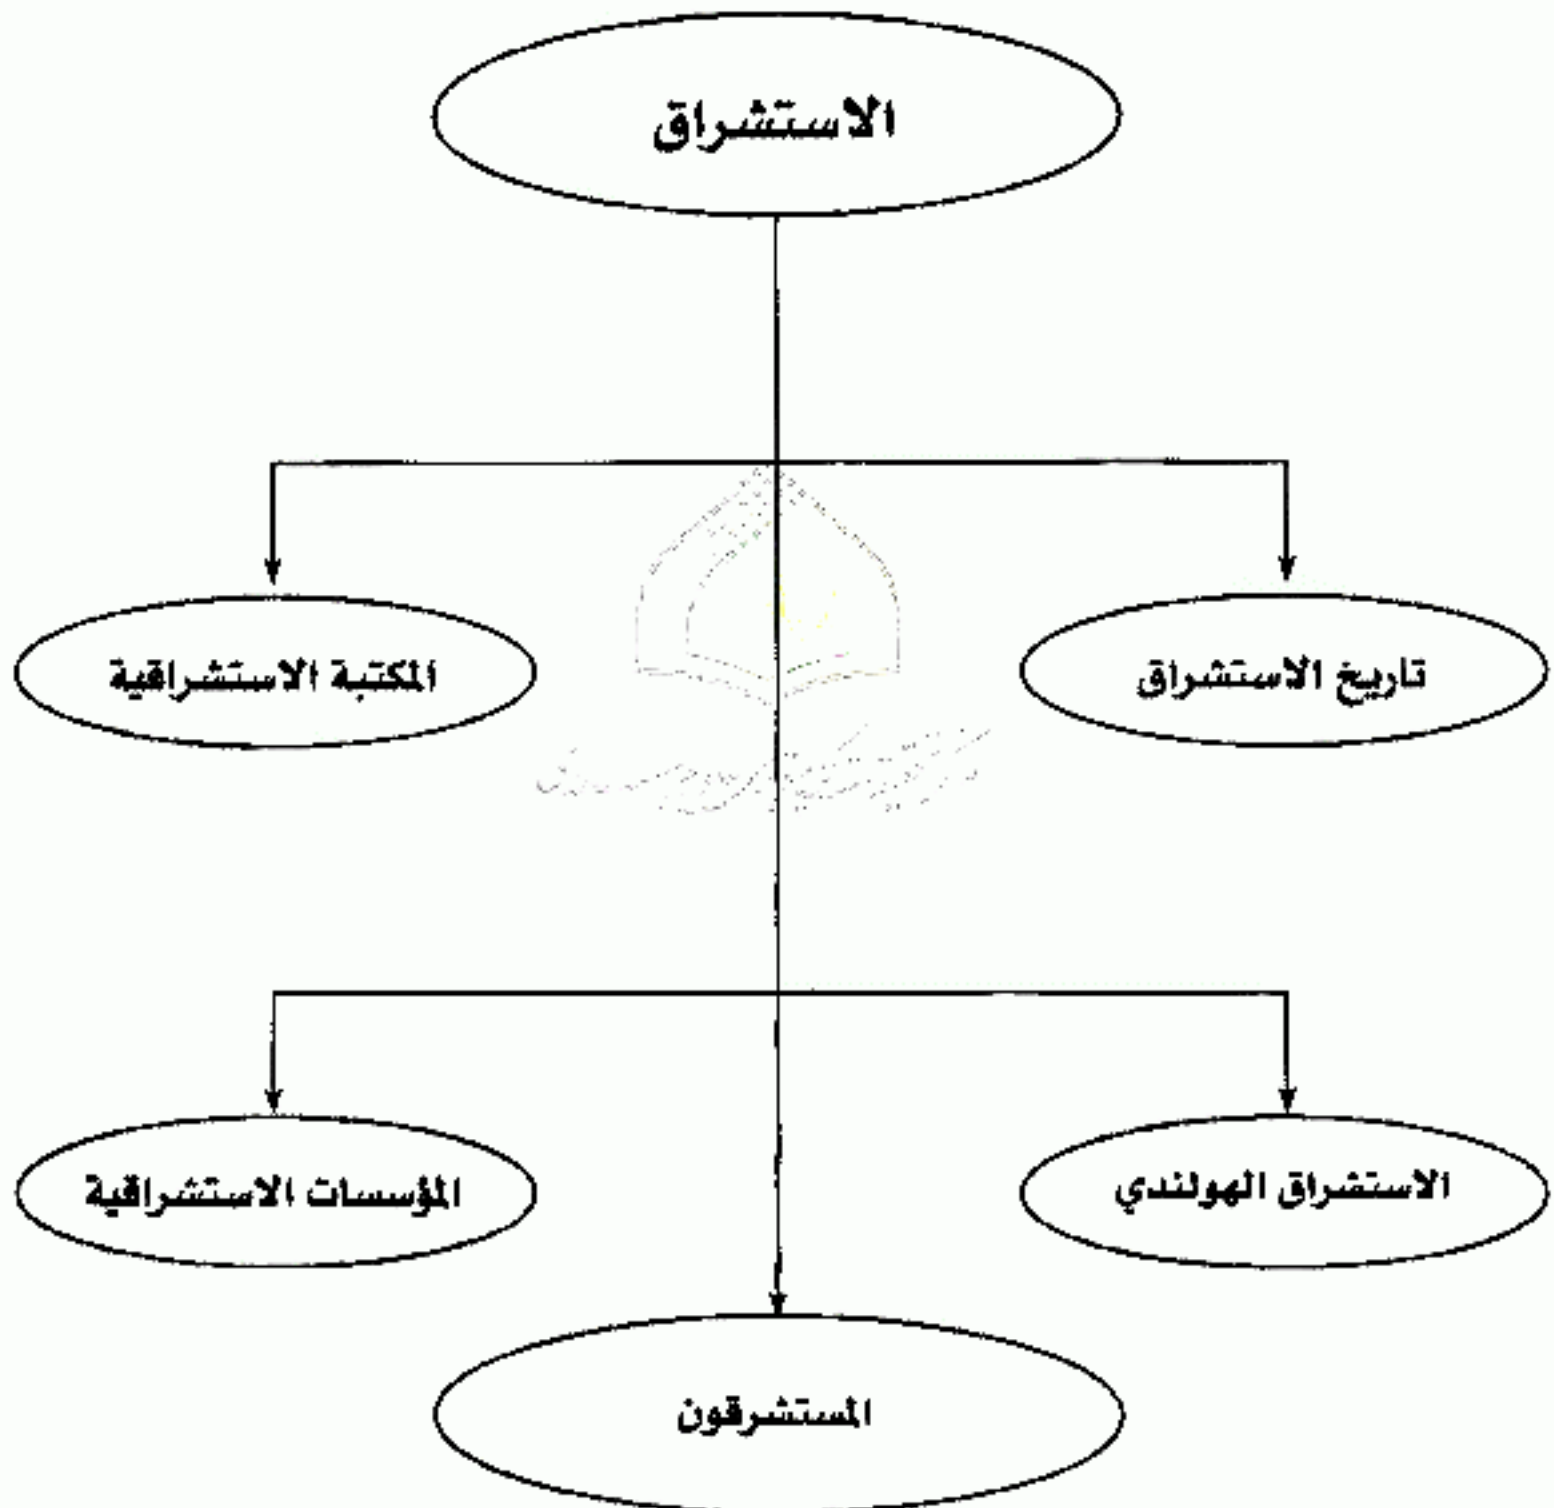 الاستشراق
تاريخ الاستشراق
المكتبة الاستشراقية
الاستشراق الهولندي
المؤسسات الاستشراقية
المستشرقون